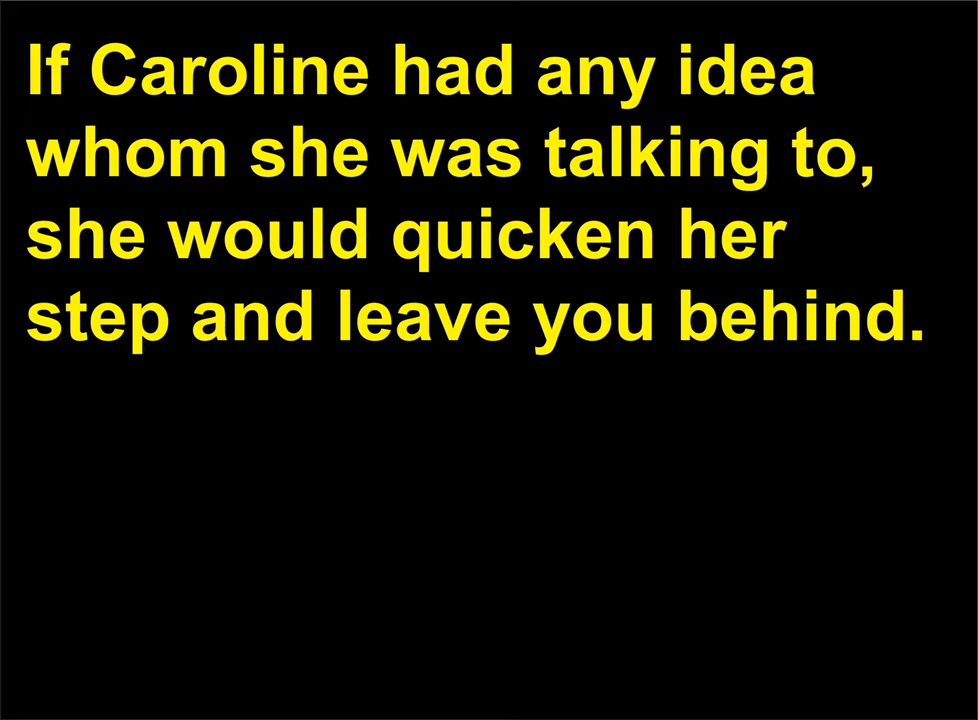 If Caroline had any idea
whom she was talking to,
she would quicken her
step and leave you behind.